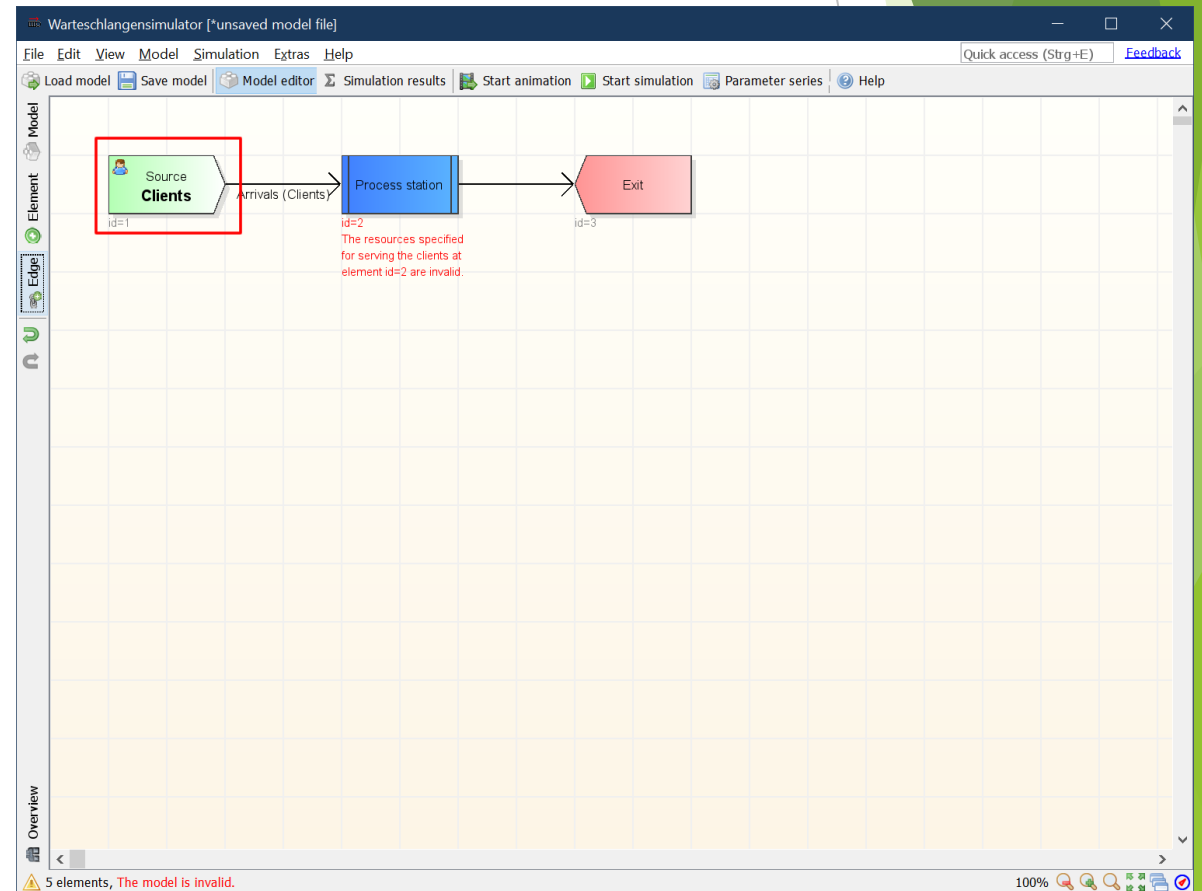 Warteschlangensimulator [*unsaved model file]
File Edit View Model Simulation Extras Help
Quick access (Strg+E)
Feedback
Load model Save model Model editor Σ Simulation results Start animation Start simulation Parameter series Help
Model
Element
Edge
Overview
Source
Clients
id=1
Arrivals (Clients)
Process station
id=2
The resources specified
for serving the clients at
element id=2 are invalid.
Exit
id=3
5 elements, The model is invalid.
100%